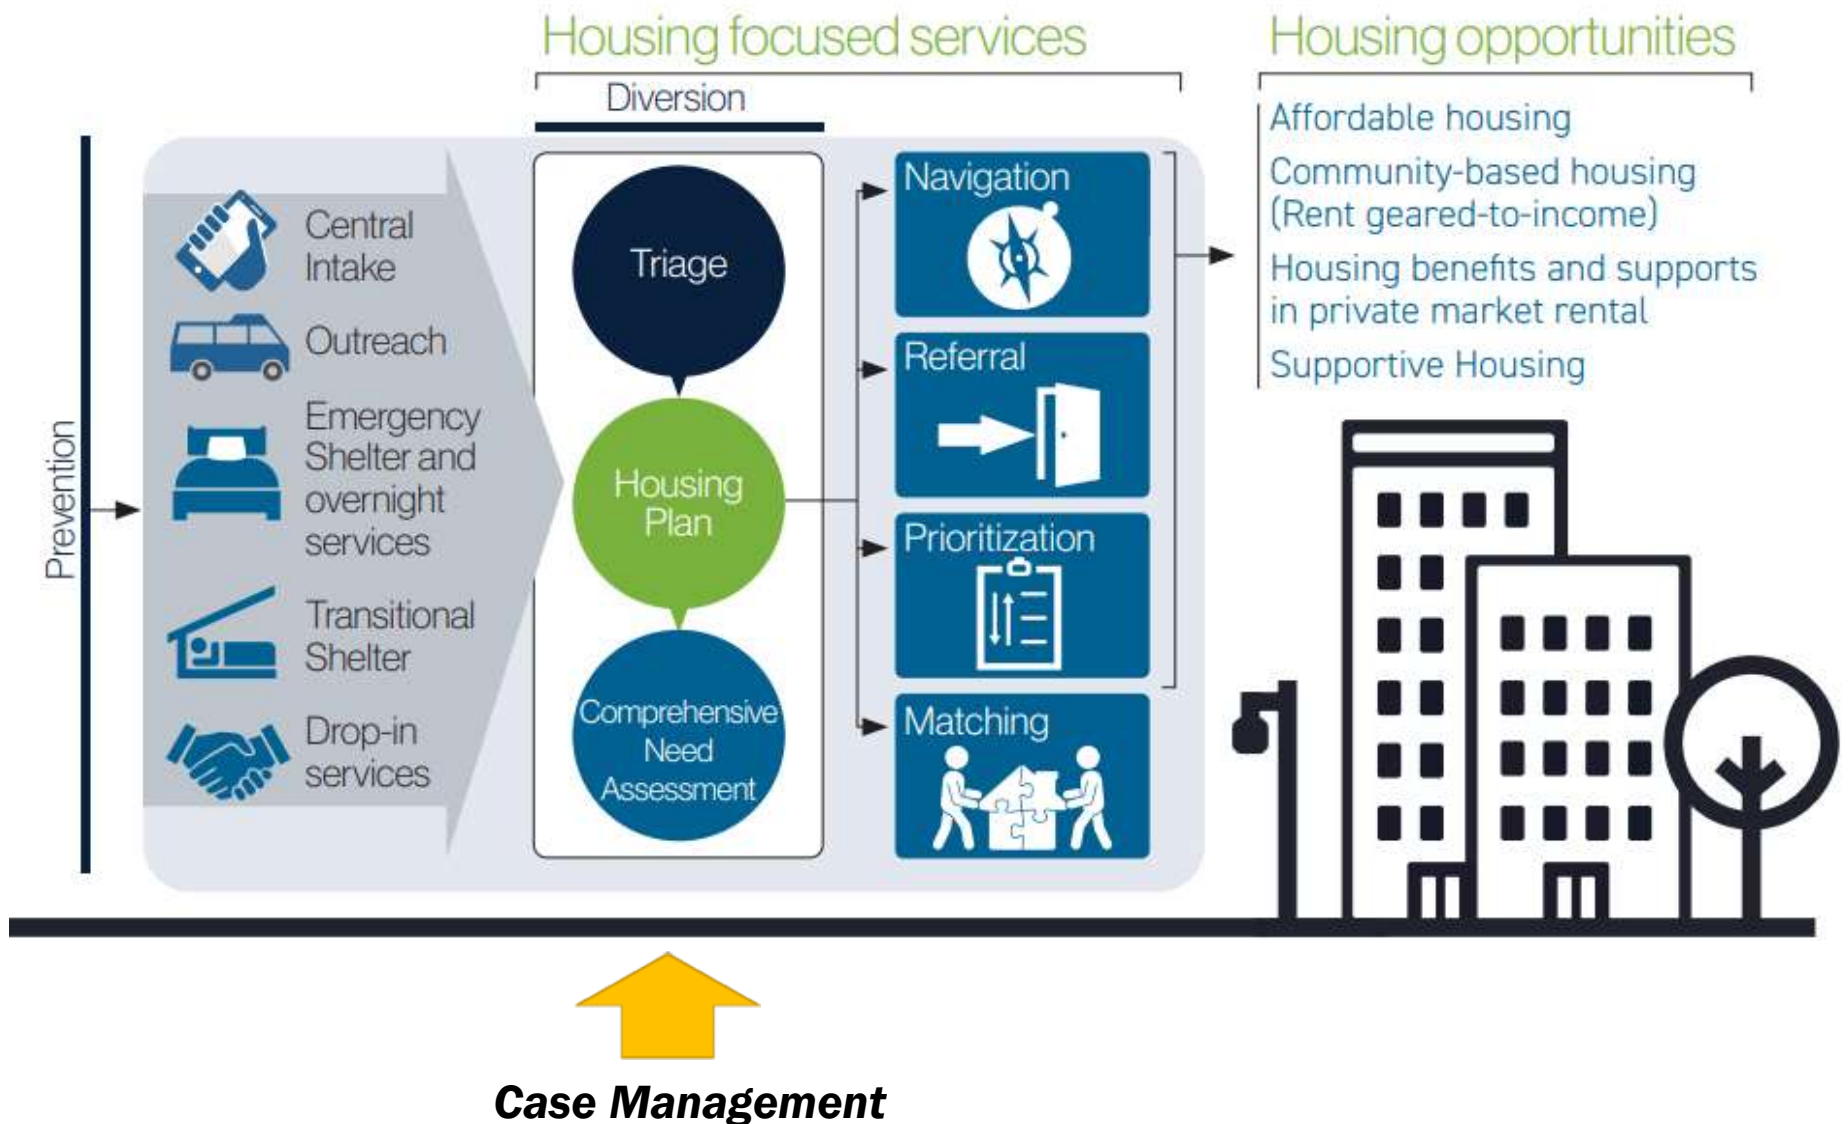 Housing focused services
Housing opportunities
Diversion
Prevention
Central
Intake
Outreach
Emergency
Shelter and
overnight
services
Transitional
Shelter
Drop-in
services
Triage
Housing
Plan
Comprehensive
Need
Assessment
Navigation
Referral
Prioritization
Matching
Affordable housing
Community-based housing
(Rent geared-to-income)
Housing benefits and supports
in private market rental
Supportive Housing
Case Management